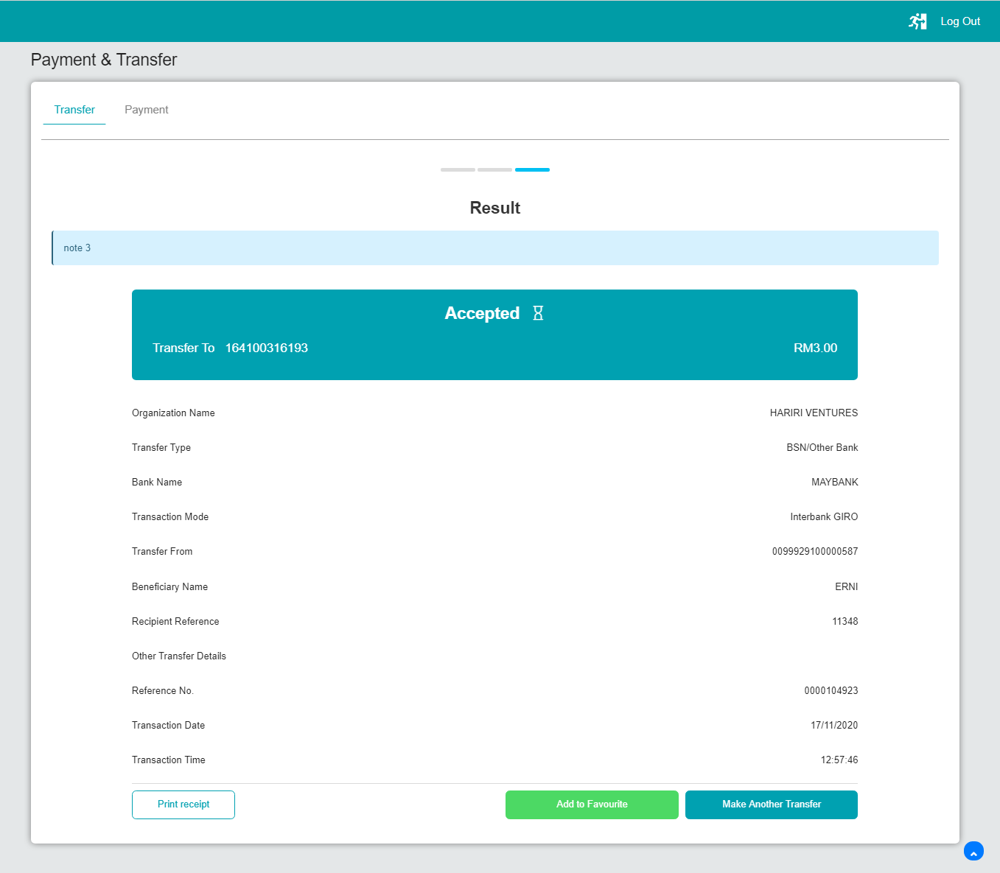 Log Out
Payment & Transfer
Transfer Payment
Result
note 3
Accepted
Transfer To 164100316193 RM3.00
Organization Name HARIRI VENTURES
Transfer Type BSN/Other Bank
Bank Name MAYBANK
Transaction Mode Interbank GIRO
Transfer From 0099929100000587
Beneficiary Name ERNI
Recipient Reference 11348
Other Transfer Details
Reference No. 0000104923
Transaction Date 17/11/2020
Transaction Time 12:57:46
Print receipt Add to Favourite Make Another Transfer